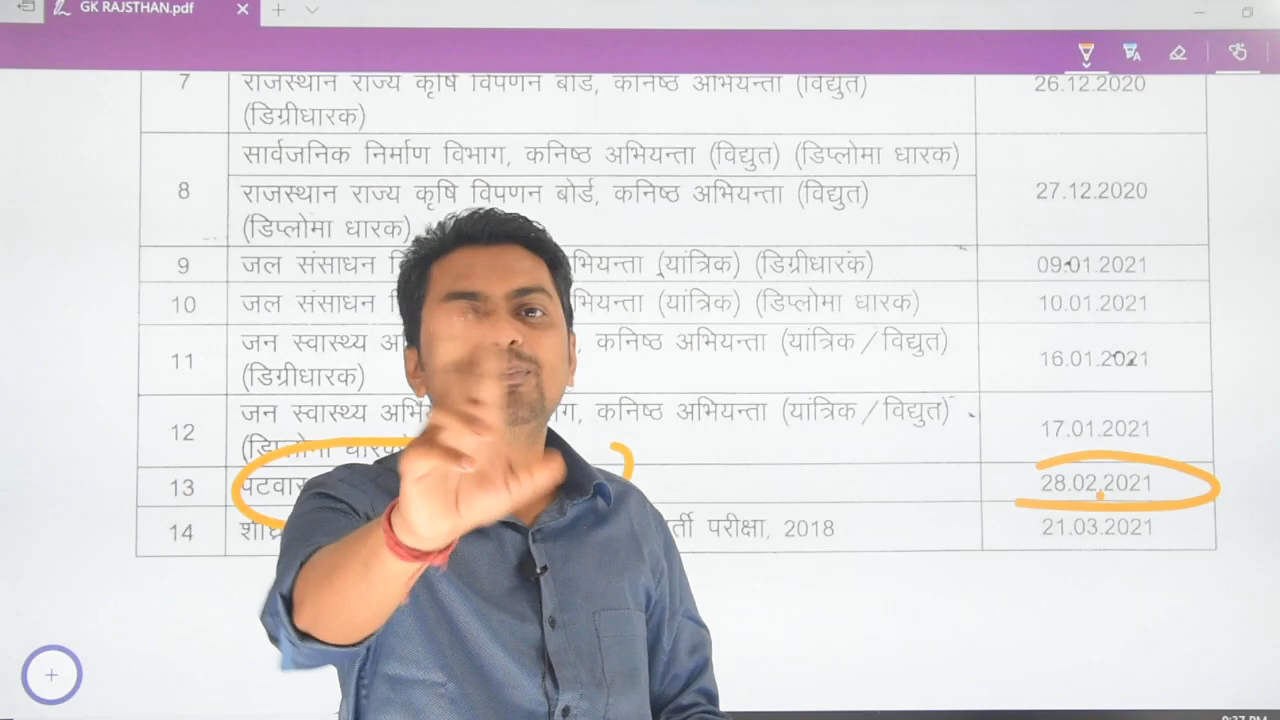 GK RAJSTHAN.pdf
7 राजस्थान राज्य कृषि विपणन बोर्ड, कनिष्ठ अभियन्ता (विद्युत) 26.12.2020
(डिग्रीधारक)
सार्वजनिक निर्माण विभाग, कनिष्ठ अभियन्ता (विद्युत) (डिप्लोमा धारक)
8 राजस्थान राज्य कृषि विपणन बोर्ड, कनिष्ठ अभियन्ता (विद्युत) 27.12.2020
(डिप्लोमा धारक)
9 जल संसाधन भियन्ता (यांत्रिक) (डिग्रीधारक) 09.01.2021
10 जल संसाधन भियन्ता (यांत्रिक) (डिप्लोमा धारक) 10.01.2021
11 जन स्वास्थ्य , कनिष्ठ अभियन्ता (यांत्रिक/विद्युत) 16.01.2021
(डिग्रीधारक)
12 जन स्वास्थ्य ग, कनिष्ठ अभियन्ता (यांत्रिक/विद्युत) 17.01.2021
(डिप्लोमा
13 पटवार 28.02.2021
14 र्ती परीक्षा, 2018 21.03.2021